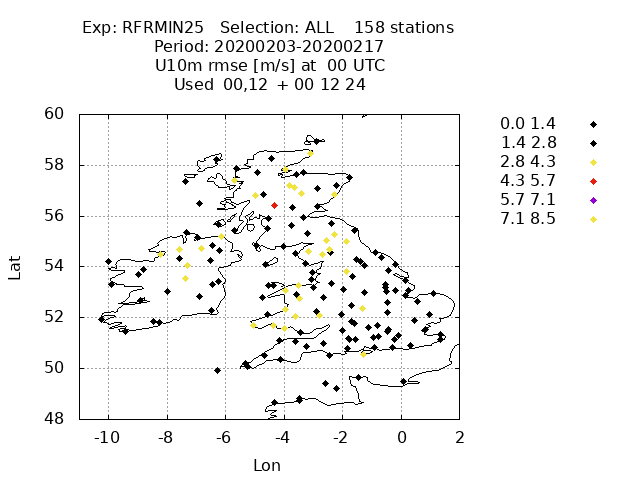 Exp: RFRMIN25 Selection: ALL 158 stations
Period: 20200203-20200217
U10m rmse [m/s] at 00 UTC
Used 00,12 + 00 12 24
60
58
56
54
52
50
48
Lat
-10 -8 -6 -4 -2 0 2
Lon
0.0 1.4
1.4 2.8
2.8 4.3
4.3 5.7
5.7 7.1
7.1 8.5